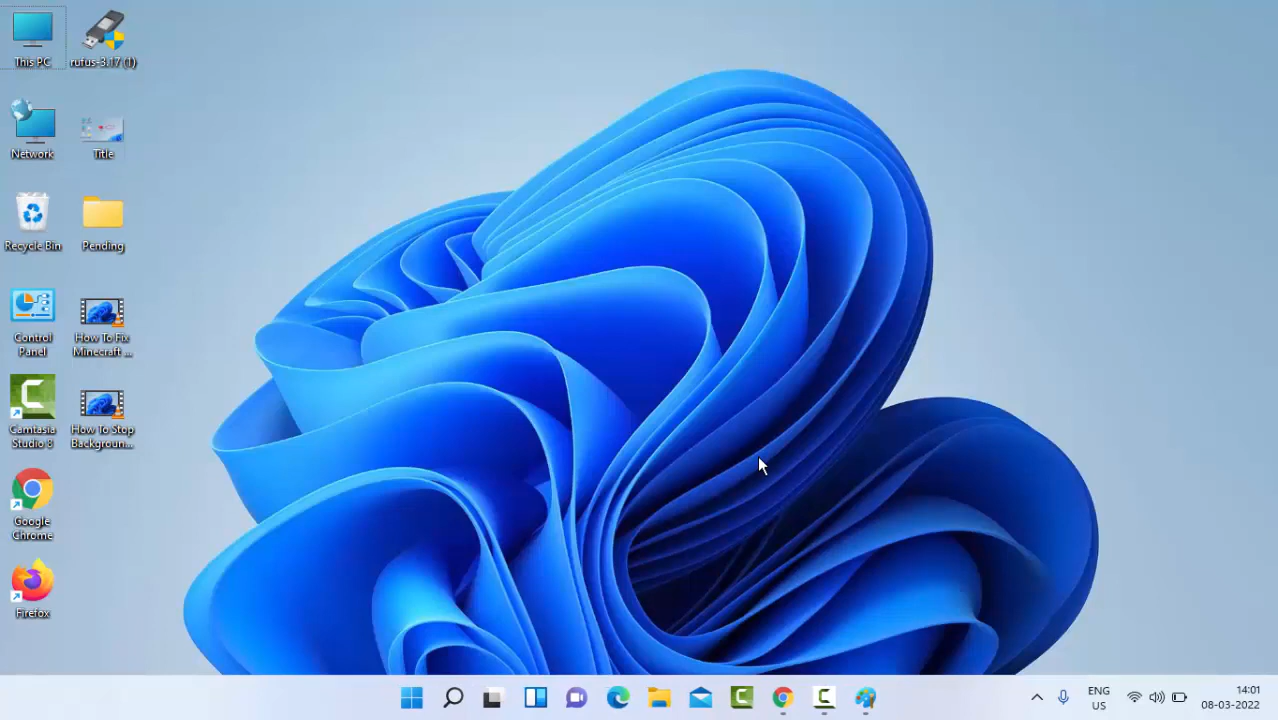 This PC
rufus-3.17 (1)
Network
Title
Recycle Bin
Pending
Control
Panel
How To Fix
Minecraft ...
Camtasia
Studio 8
How To Stop
Backgroun...
Google
Chrome
Firefox
ENG
US
14:01
08-03-2022